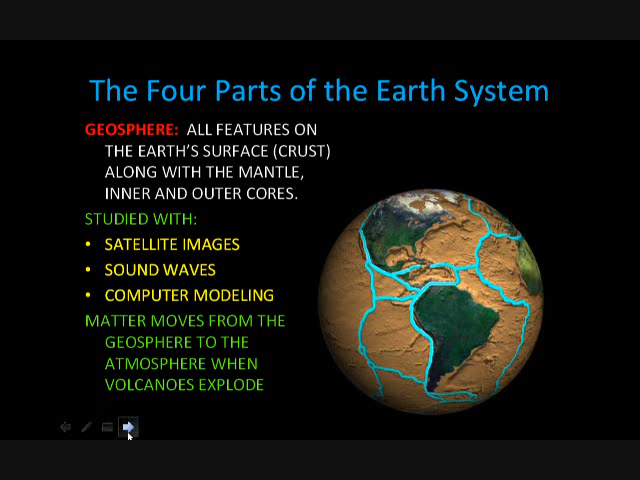 The Four Parts of the Earth System
GEOSPHERE: ALL FEATURES ON
THE EARTH'S SURFACE (CRUST)
ALONG WITH THE MANTLE,
INNER AND OUTER CORES.
STUDIED WITH:
• SATELLITE IMAGES
• SOUND WAVES
• COMPUTER MODELING
MATTER MOVES FROM THE
GEOSPHERE TO THE
ATMOSPHERE WHEN
VOLCANOES EXPLODE